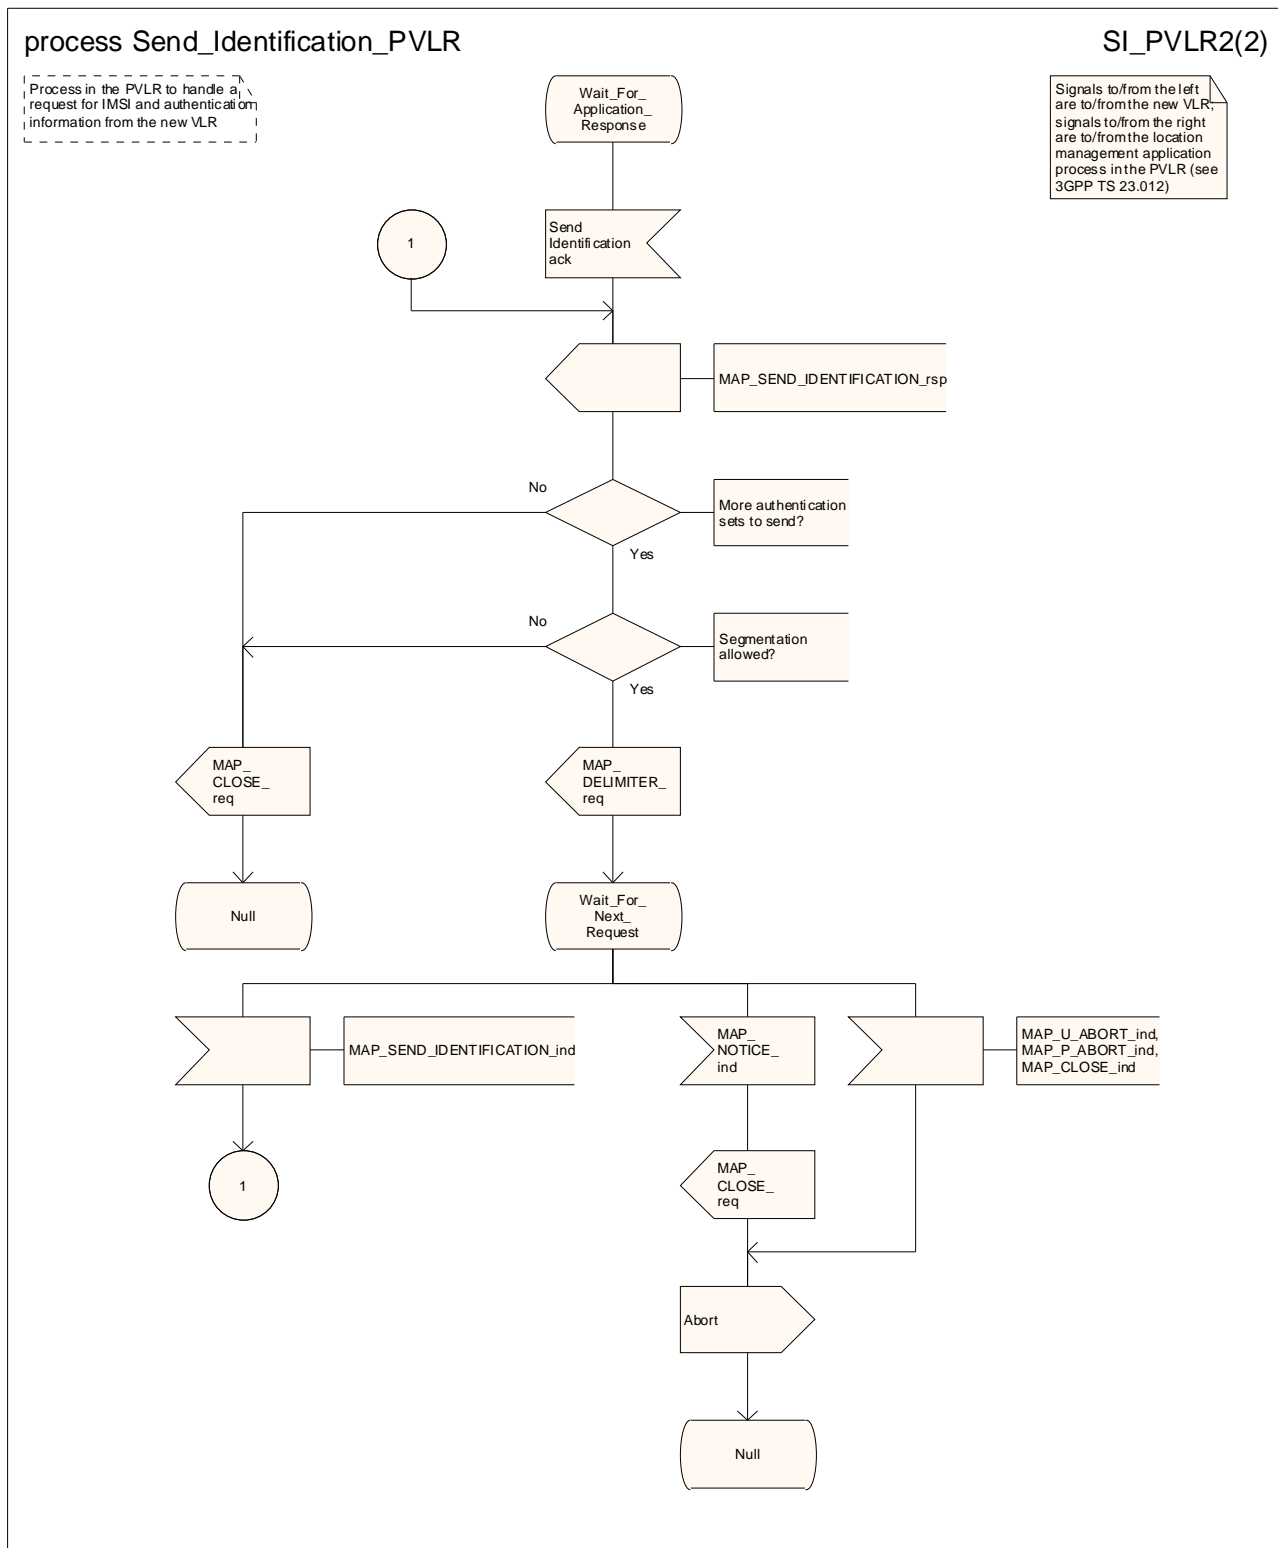 process Send_Identification_PVLR
SI_PVLR2(2)
Process in the PVLR to handle a
request for IMSI and authentication
information from the new VLR
Wait_For_
Application_
Response
Signals to/from the left
are to/from the new VLR;
signals to/from the right
are to/from the location
management application
process in the PVLR (see
3GPP TS 23.012)
1
Send
Identification
ack
MAP_SEND_IDENTIFICATION_rsp
No
More authentication
sets to send?
Yes
No
Segmentation
allowed?
Yes
MAP_
CLOSE_
req
MAP_
DELIMITER_
req
Null
Wait_For_
Next_
Request
MAP_SEND_IDENTIFICATION_ind
MAP_
NOTICE_
ind
MAP_U_ABORT_ind,
MAP_P_ABORT_ind,
MAP_CLOSE_ind
1
MAP_
CLOSE_
req
Abort
Null